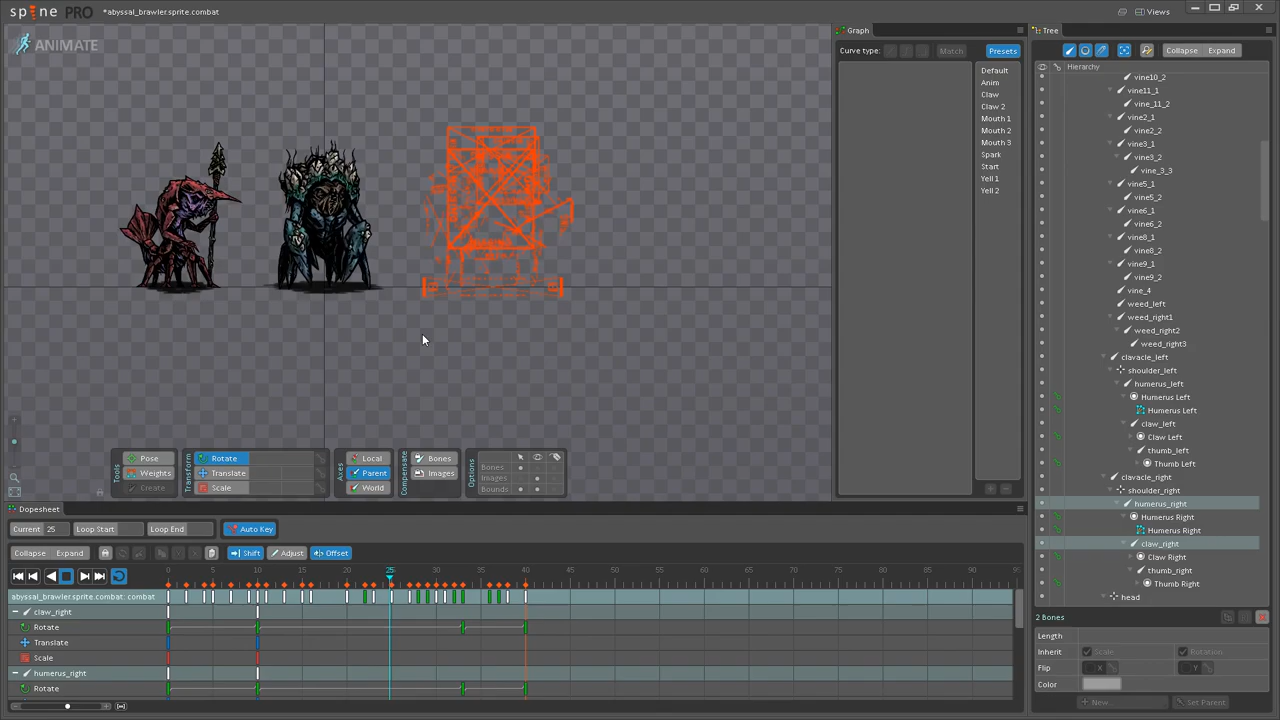 spine PRO *abyssal_brawler.sprite.combat Views
ANIMATE
Graph
Curve type: Match Presets
Default
Anim
Claw
Claw 2
Mouth 1
Mouth 2
Mouth 3
Spark
Start
Yell 1
Yell 2
Tree
Collapse Expand
Hierarchy
vine10_2
vine11_1
vine_11_2
vine2_1
vine2_2
vine3_1
vine3_2
vine_3_3
vine5_1
vine5_2
vine6_1
vine6_2
vine8_1
vine8_2
vine9_1
vine9_2
vine_4
weed_left
weed_right1
weed_right2
weed_right3
clavacle_left
shoulder_left
humerus_left
Humerus Left
Humerus Left
claw_left
Claw Left
thumb_left
Thumb Left
clavacle_right
shoulder_right
humerus_right
Humerus Right
Humerus Right
claw_right
Claw Right
thumb_right
Thumb Right
head
2 Bones
Length
Inherit Scale Rotation
Flip X Y
Color
New... Set Parent
Tools
Pose
Weights
Create
Transform
Rotate
Translate
Scale
Axes
Local
Parent
World
Compensate
Bones
Images
Options
Bones
Images
Bounds
Dopesheet
Current 25 Loop Start Loop End Auto Key
Collapse Expand Shift Adjust Offset
0 5 10 15 20 25 30 35 40 45 50 55 60 65 70 75 80 85 90 95
abyssal_brawler.sprite.combat: combat
claw_right
Rotate
Translate
Scale
humerus_right
Rotate